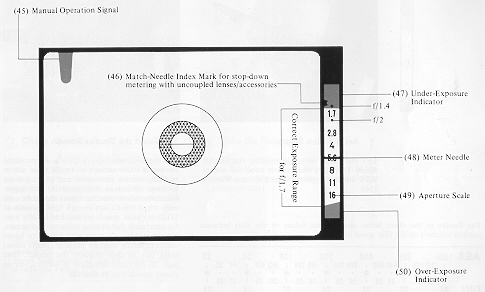 (45) Manual Operation Signal
(46) Match-Needle Index Mark for stop-down
metering with uncoupled lenses/accessories
(47) Under-Exposure
Indicator
f/1.4
1.7
f/2
2.8
4
5.6
8
11
16
Correct Exposure Range
for f/1.7
(48) Meter Needle
(49) Aperture Scale
(50) Over-Exposure
Indicator